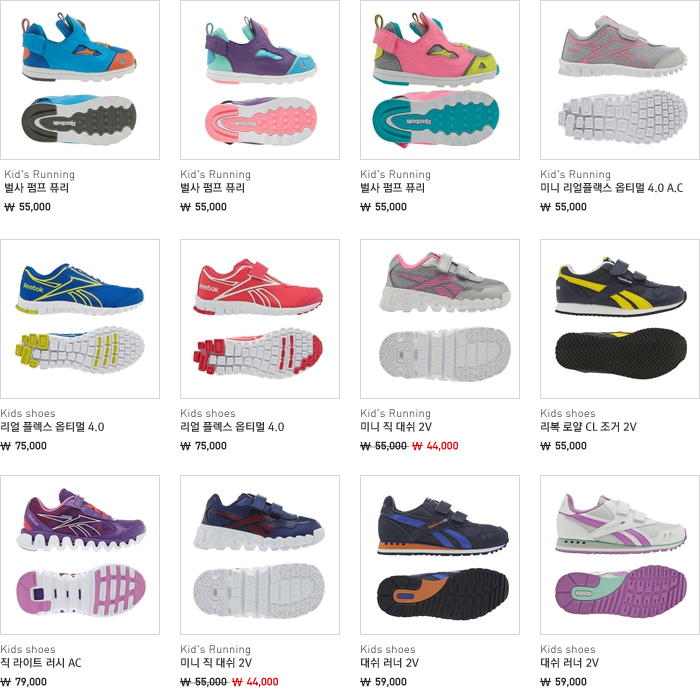 Kid's Running
벌사 펌프 퓨리
₩ 55,000
Kid's Running
벌사 펌프 퓨리
₩ 55,000
Kid's Running
벌사 펌프 퓨리
₩ 55,000
Kid's Running
미니 리얼플랙스 옵티멀 4.0 A.C
₩ 55,000
Reebok
Kids shoes
리얼 플렉스 옵티멀 4.0
₩ 75,000
Reebok
Kids shoes
리얼 플렉스 옵티멀 4.0
₩ 75,000
Kid's Running
미니 직 대쉬 2V
₩ 55,000 ₩ 44,000
Kids shoes
리복 로얄 CL 조거 2V
₩ 55,000
Kids shoes
직 라이트 러시 AC
₩ 79,000
Kid's Running
미니 직 대쉬 2V
₩ 55,000 ₩ 44,000
Kids shoes
대쉬 러너 2V
₩ 59,000
Kids shoes
대쉬 러너 2V
₩ 59,000